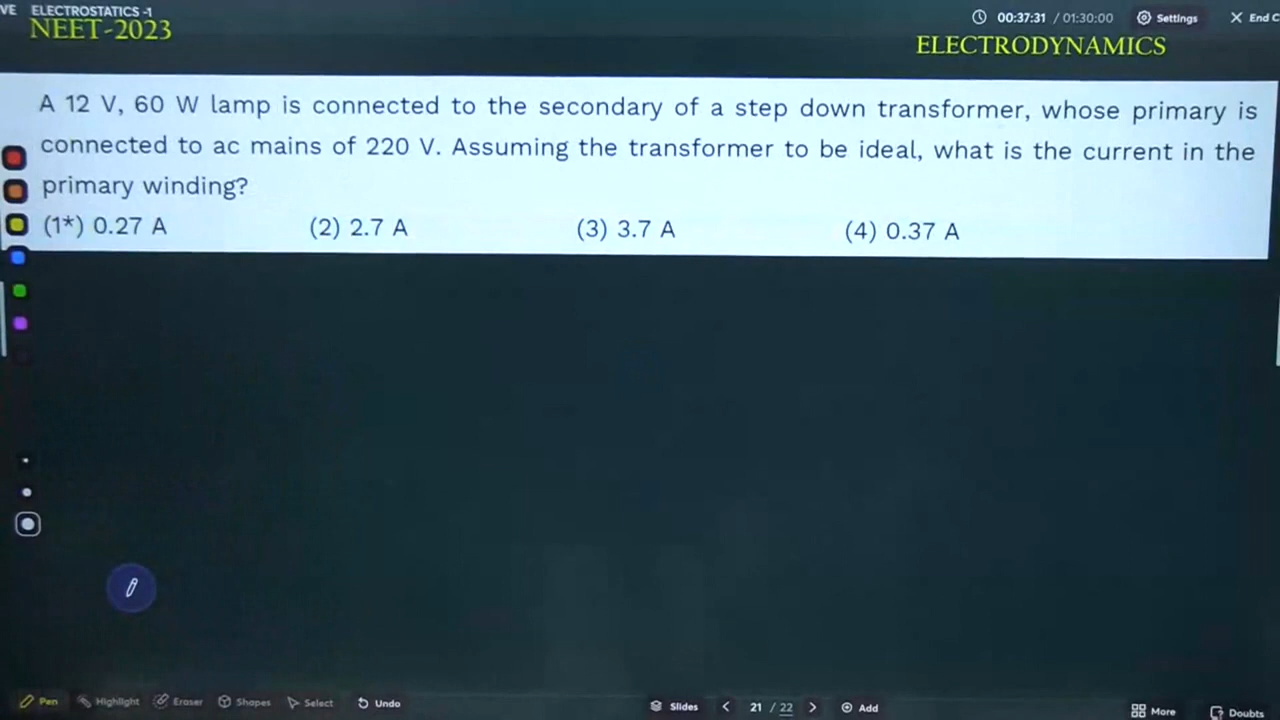 VE ELECTROSTATICS -1
NEET-2023
00:37:31 / 01:30:00 Settings End C
ELECTRODYNAMICS
A 12 V, 60 W lamp is connected to the secondary of a step down transformer, whose primary is
connected to ac mains of 220 V. Assuming the transformer to be ideal, what is the current in the
primary winding?
(1*) 0.27 A (2) 2.7 A (3) 3.7 A (4) 0.37 A
Pen Highlight Eraser Shapes Select Undo Slides 21 / 22 Add More Doubts